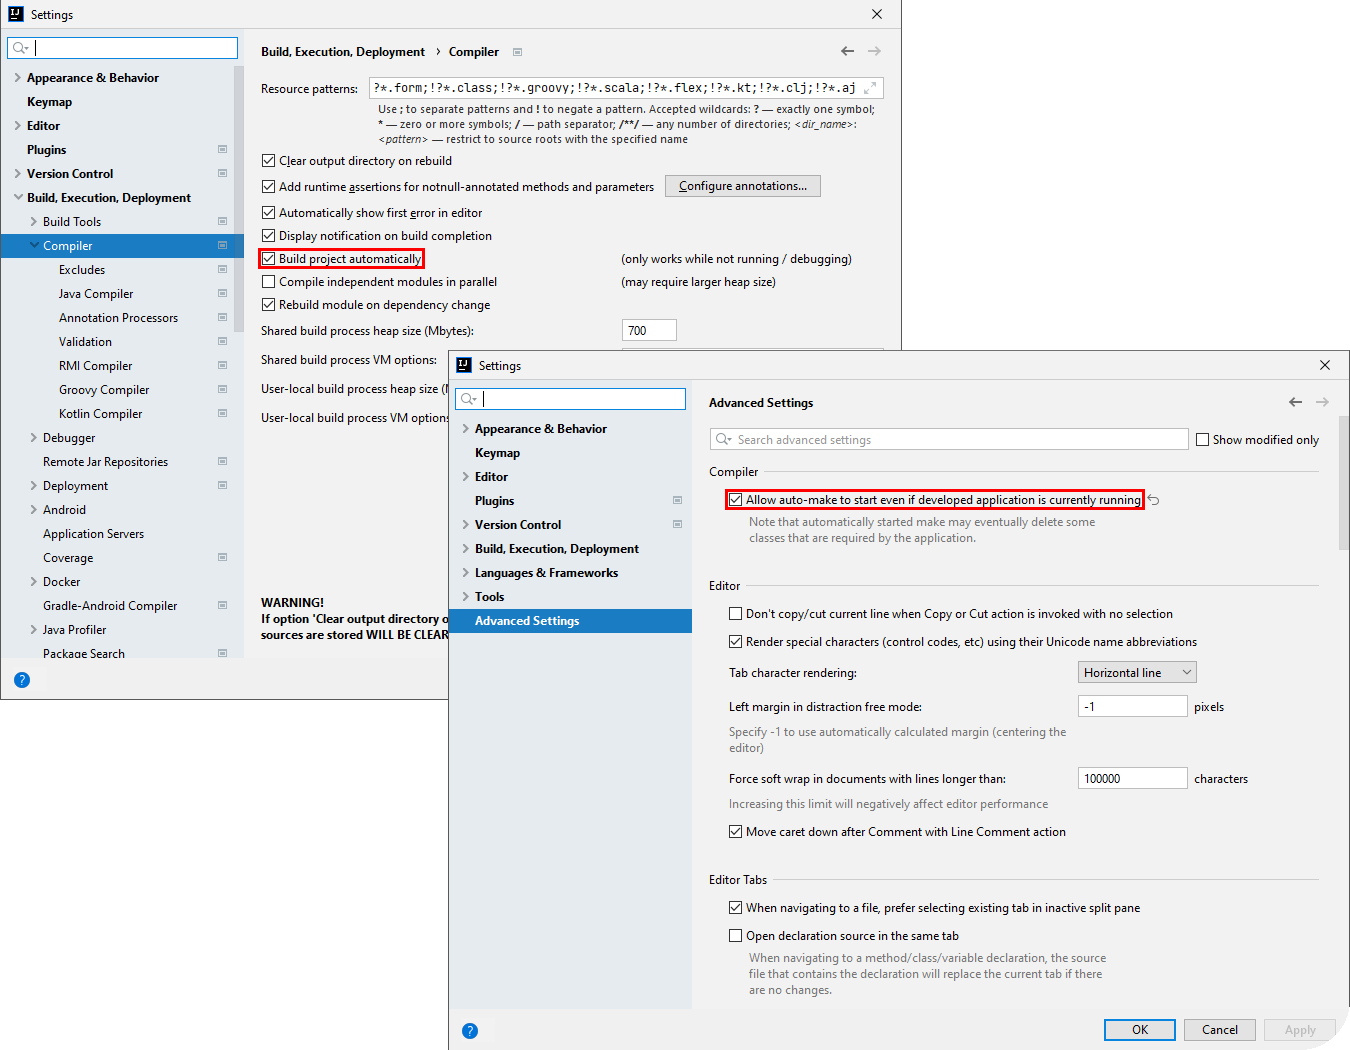 Settings
Appearance & Behavior
Keymap
Editor
Plugins
Version Control
Build, Execution, Deployment
Build Tools
Compiler
Excludes
Java Compiler
Annotation Processors
Validation
RMI Compiler
Groovy Compiler
Kotlin Compiler
Debugger
Remote Jar Repositories
Deployment
Android
Application Servers
Coverage
Docker
Gradle-Android Compiler
Java Profiler
Package Search
?
Build, Execution, Deployment › Compiler
Resource patterns: ?*.form;!?*.class;!?*.groovy;!?*.scala;!?*.flex;!?*.kt;!?*.clj;!?*.aj
Use ; to separate patterns and ! to negate a pattern. Accepted wildcards: ? — exactly one symbol;
* — zero or more symbols; / — path separator; /**/ — any number of directories; <dir_name>:
<pattern> — restrict to source roots with the specified name
Clear output directory on rebuild
Add runtime assertions for notnull-annotated methods and parameters Configure annotations...
Automatically show first error in editor
Display notification on build completion
Build project automatically (only works while not running / debugging)
Compile independent modules in parallel (may require larger heap size)
Rebuild module on dependency change
Shared build process heap size (Mbytes): 700
Shared build process VM options:
User-local build process heap size (
User-local build process VM options
WARNING!
If option 'Clear output directory o
sources are stored WILL BE CLEAR
Settings
Appearance & Behavior
Keymap
Editor
Plugins
Version Control
Build, Execution, Deployment
Languages & Frameworks
Tools
Advanced Settings
?
Advanced Settings
Search advanced settings Show modified only
Compiler
Allow auto-make to start even if developed application is currently running
Note that automatically started make may eventually delete some
classes that are required by the application.
Editor
Don't copy/cut current line when Copy or Cut action is invoked with no selection
Render special characters (control codes, etc) using their Unicode name abbreviations
Tab character rendering: Horizontal line
Left margin in distraction free mode: -1 pixels
Specify -1 to use automatically calculated margin (centering the
editor)
Force soft wrap in documents with lines longer than: 100000 characters
Increasing this limit will negatively affect editor performance
Move caret down after Comment with Line Comment action
Editor Tabs
When navigating to a file, prefer selecting existing tab in inactive split pane
Open declaration source in the same tab
When navigating to a method/class/variable declaration, the source
file that contains the declaration will replace the current tab if there
are no changes.
OK Cancel Apply